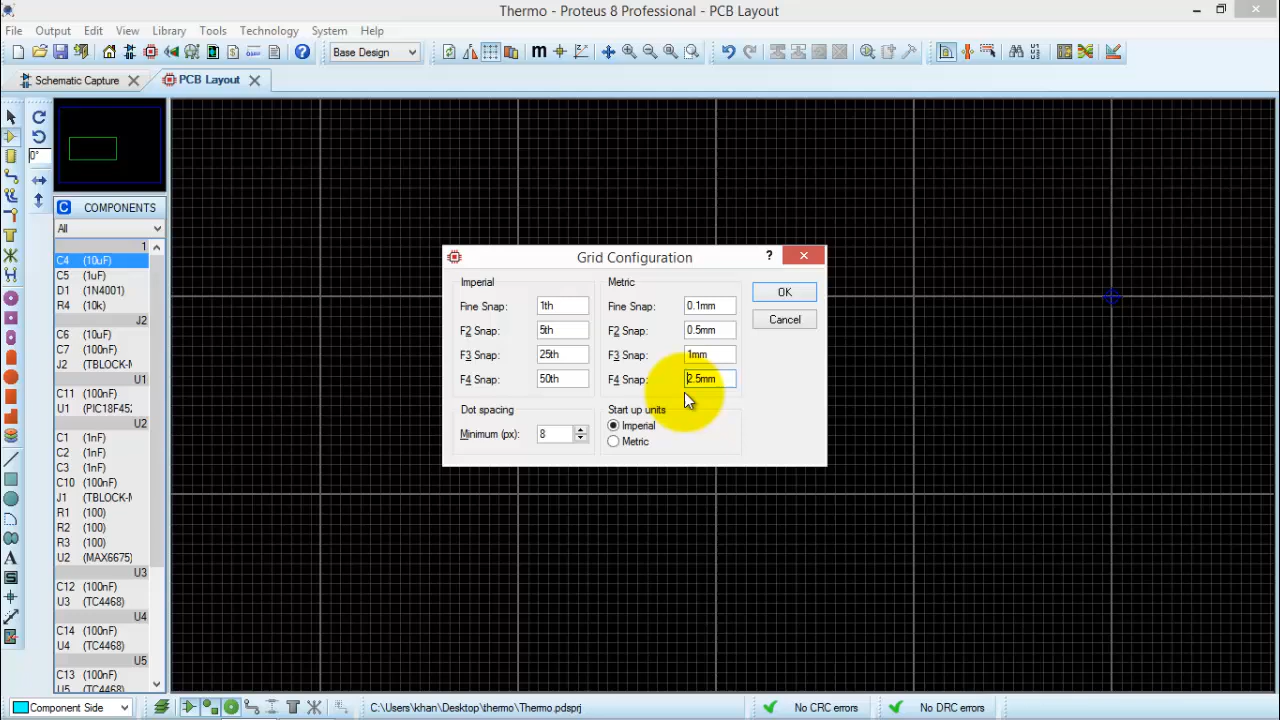 Thermo - Proteus 8 Professional - PCB Layout
File Output Edit View Library Tools Technology System Help
Base Design
Schematic Capture PCB Layout
0°
COMPONENTS
All
1
C4 (10uF)
C5 (1uF)
D1 (1N4001)
R4 (10k)
J2
C6 (10uF)
C7 (100nF)
J2 (TBLOCK-M
U1
C11 (100nF)
U1 (PIC18F452
U2
C1 (1nF)
C2 (1nF)
C3 (1nF)
C10 (100nF)
J1 (TBLOCK-M
R1 (100)
R2 (100)
R3 (100)
U2 (MAX6675)
U3
C12 (100nF)
U3 (TC4468)
U4
C14 (100nF)
U4 (TC4468)
U5
C13 (100nF)
U5 (TC4468)
Grid Configuration
Imperial
Fine Snap: 1th
F2 Snap: 5th
F3 Snap: 25th
F4 Snap: 50th
Metric
Fine Snap: 0.1mm
F2 Snap: 0.5mm
F3 Snap: 1mm
F4 Snap: 2.5mm
OK
Cancel
Dot spacing
Minimum (px): 8
Start up units
Imperial
Metric
Component Side
C:\Users\khan\Desktop\thermo\Thermo.pdsprj
No CRC errors
No DRC errors